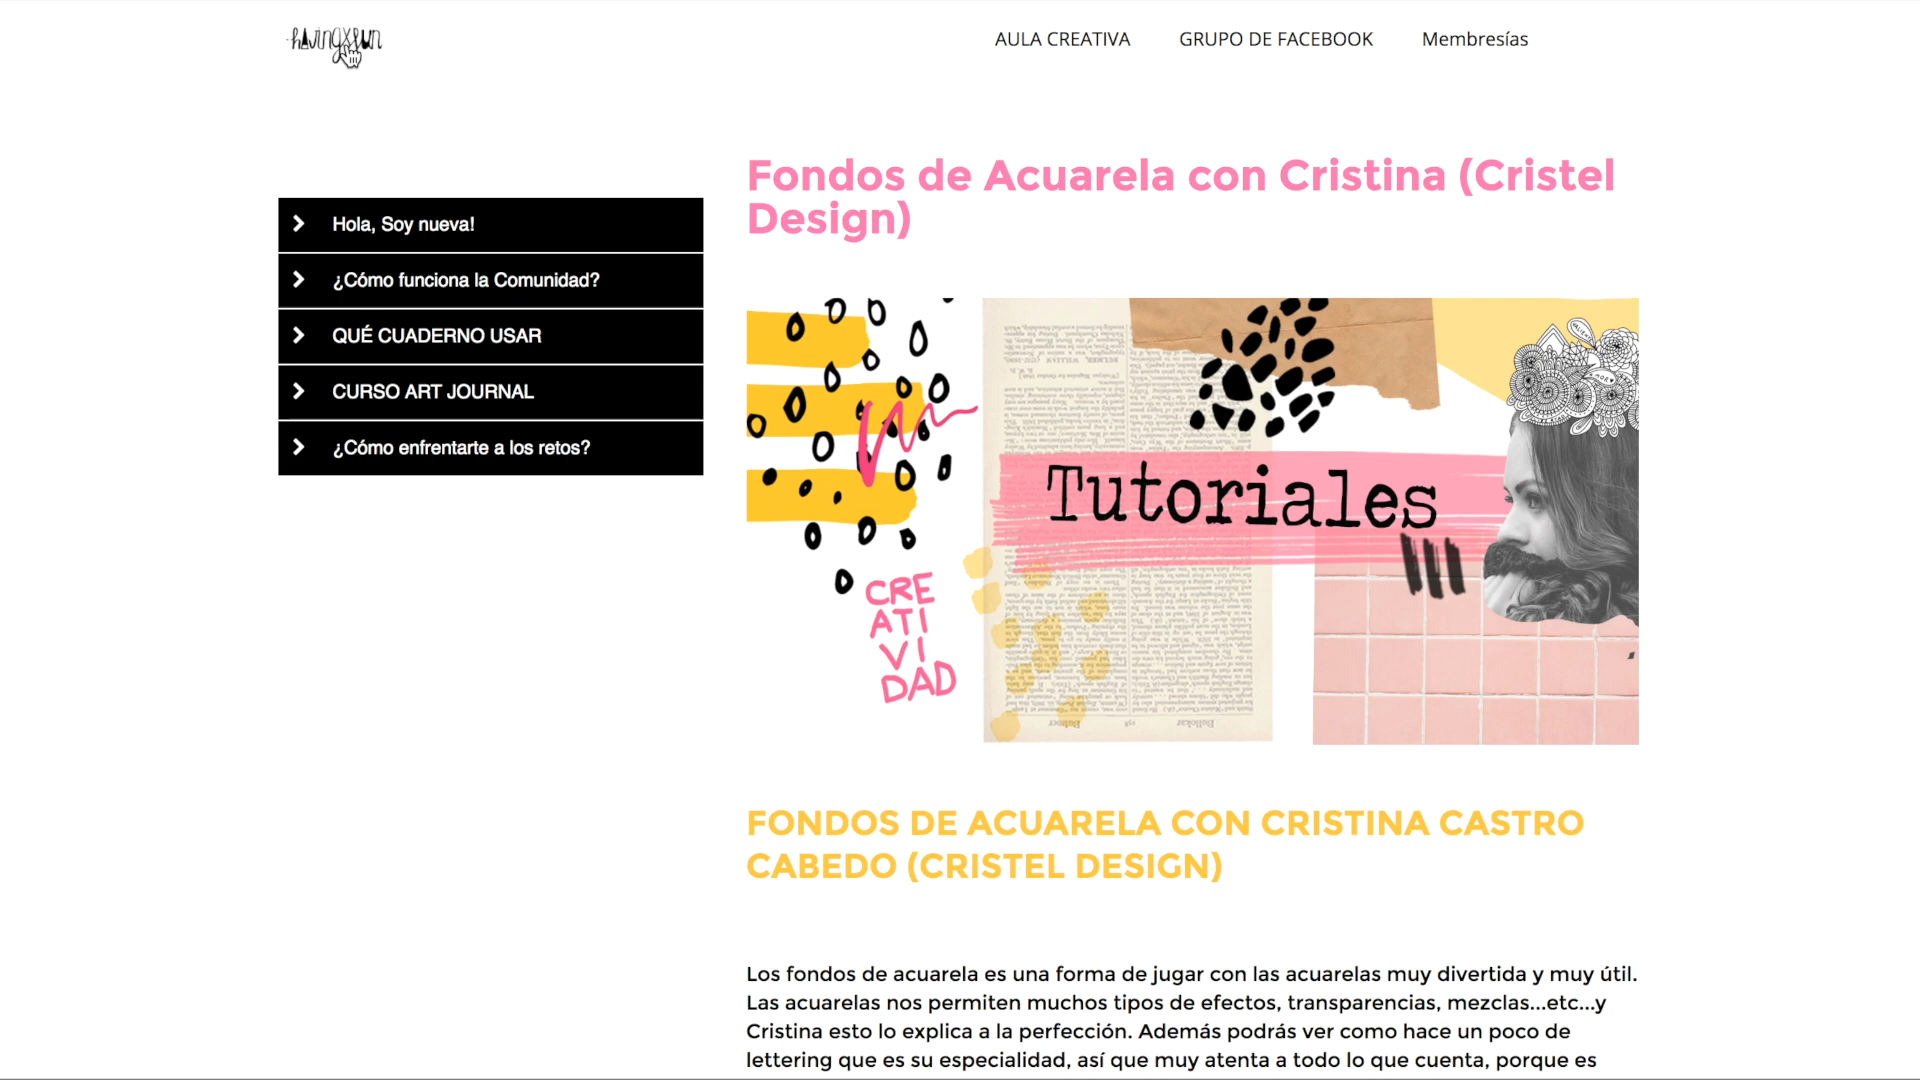 havingxfun
AULA CREATIVA
GRUPO DE FACEBOOK
Membresías
Hola, Soy nueva!
¿Cómo funciona la Comunidad?
QUÉ CUADERNO USAR
CURSO ART JOURNAL
¿Cómo enfrentarte a los retos?
Fondos de Acuarela con Cristina (Cristel
Design)
Tutoriales
CRE
ATI
VI
DAD
FONDOS DE ACUARELA CON CRISTINA CASTRO
CABEDO (CRISTEL DESIGN)
Los fondos de acuarela es una forma de jugar con las acuarelas muy divertida y muy útil.
Las acuarelas nos permiten muchos tipos de efectos, transparencias, mezclas...etc...y
Cristina esto lo explica a la perfección. Además podrás ver como hace un poco de
lettering que es su especialidad, así que muy atenta a todo lo que cuenta, porque es